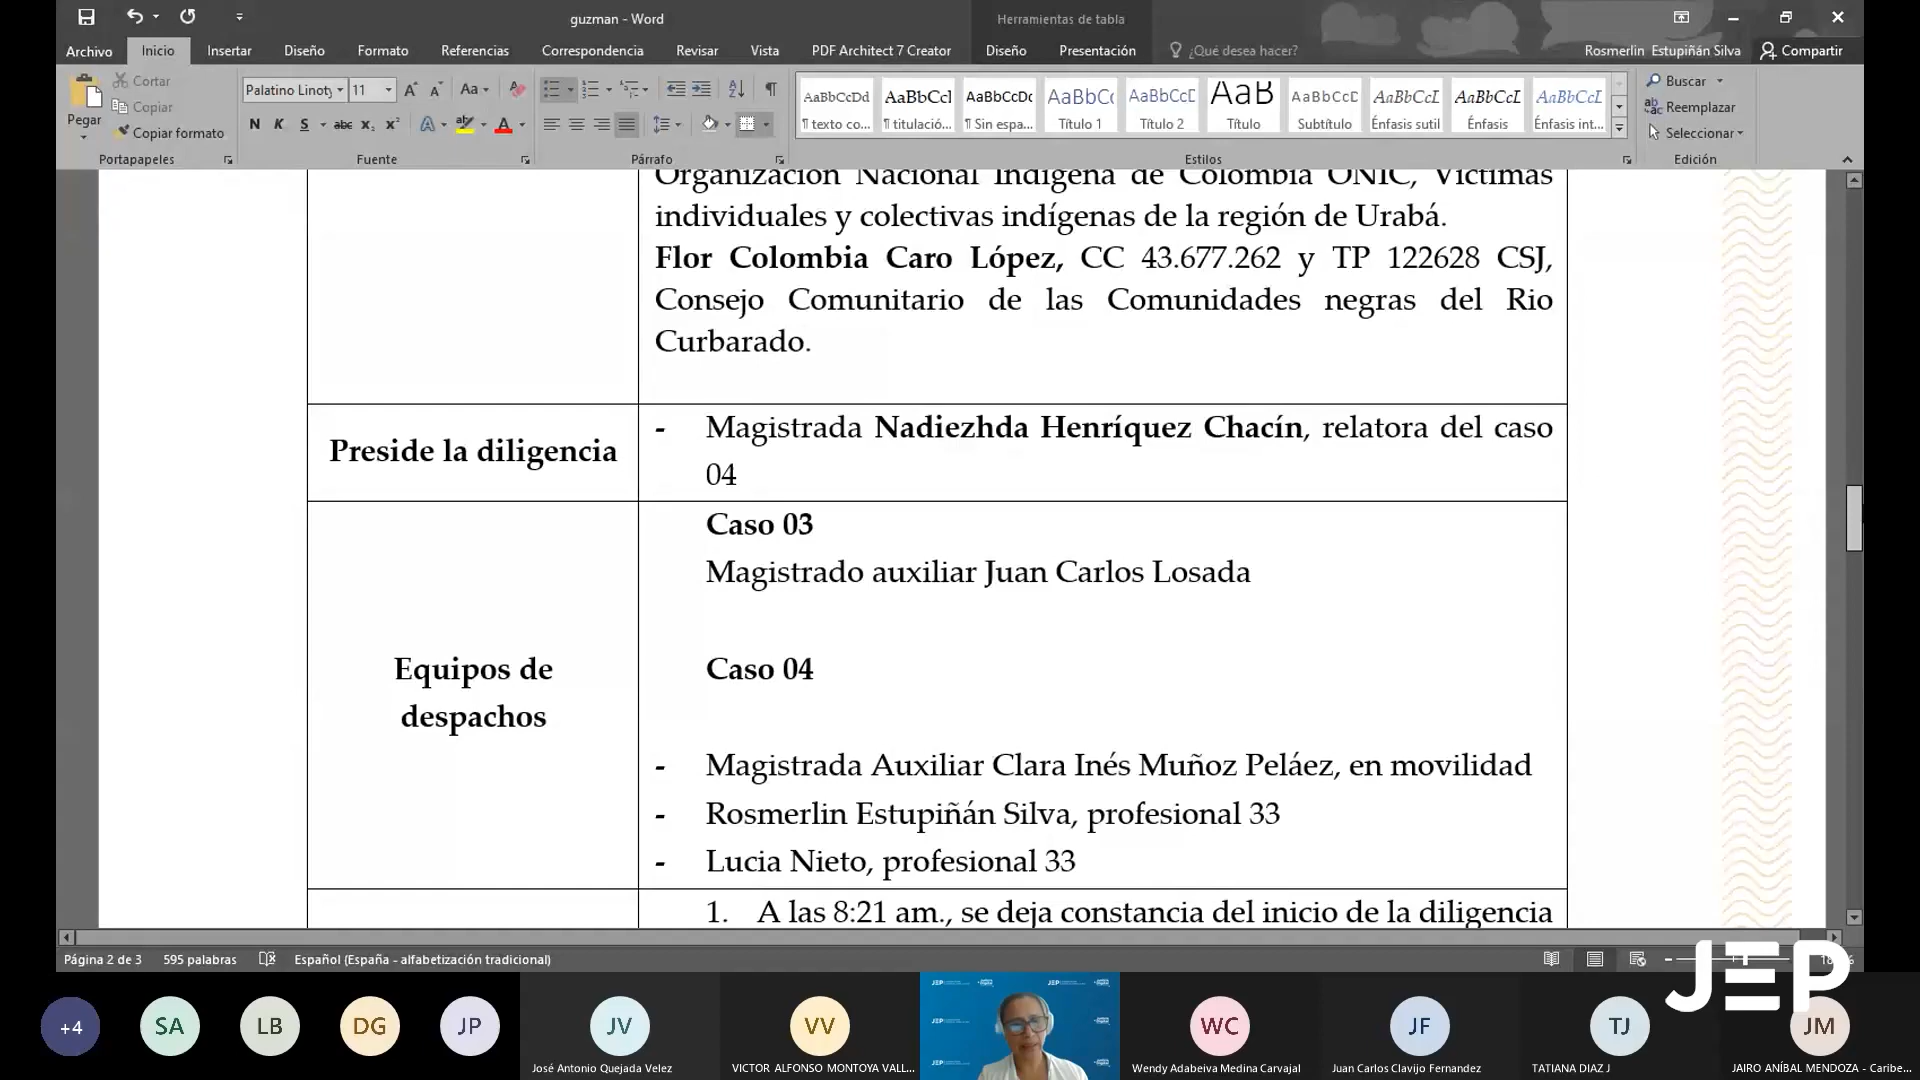 guzman - Word
Herramientas de tabla
Archivo Inicio Insertar Diseño Formato Referencias Correspondencia Revisar Vista PDF Architect 7 Creator Diseño Presentación ¿Qué desea hacer? Rosmerlin Estupiñán Silva Compartir
Pegar
Cortar
Copiar
Copiar formato
Portapapeles
Palatino Linoty 11
N K S abc x₂ x²
Fuente
Párrafo
AaBbCcDd AaBbCcI AaBbCcDc AaBbCc AaBbCcD AaB AaBbCcD AaBbCcL AaBbCcL AaBbCcL
¶ texto co... ¶ titulació... ¶ Sin espa... Título 1 Título 2 Título Subtítulo Énfasis sutil Énfasis Énfasis int...
Estilos
Buscar
Reemplazar
Seleccionar
Edición
Organización Nacional Indígena de Colombia ONIC, Víctimas
individuales y colectivas indígenas de la región de Urabá.
Flor Colombia Caro López, CC 43.677.262 y TP 122628 CSJ,
Consejo Comunitario de las Comunidades negras del Rio
Curbarado.
Preside la diligencia
- Magistrada Nadiezhda Henríquez Chacín, relatora del caso
04
Equipos de
despachos
Caso 03
Magistrado auxiliar Juan Carlos Losada
Caso 04
- Magistrada Auxiliar Clara Inés Muñoz Peláez, en movilidad
- Rosmerlin Estupiñán Silva, profesional 33
- Lucia Nieto, profesional 33
1. A las 8:21 am., se deja constancia del inicio de la diligencia
Página 2 de 3 595 palabras Español (España - alfabetización tradicional)
JEP
+4 SA LB DG JP JV VV WC JF TJ JM
José Antonio Quejada Velez
VICTOR ALFONSO MONTOYA VALL...
Wendy Adabeiva Medina Carvajal
Juan Carlos Clavijo Fernandez
TATIANA DIAZ J
JAIRO ANÍBAL MENDOZA - Caribe...